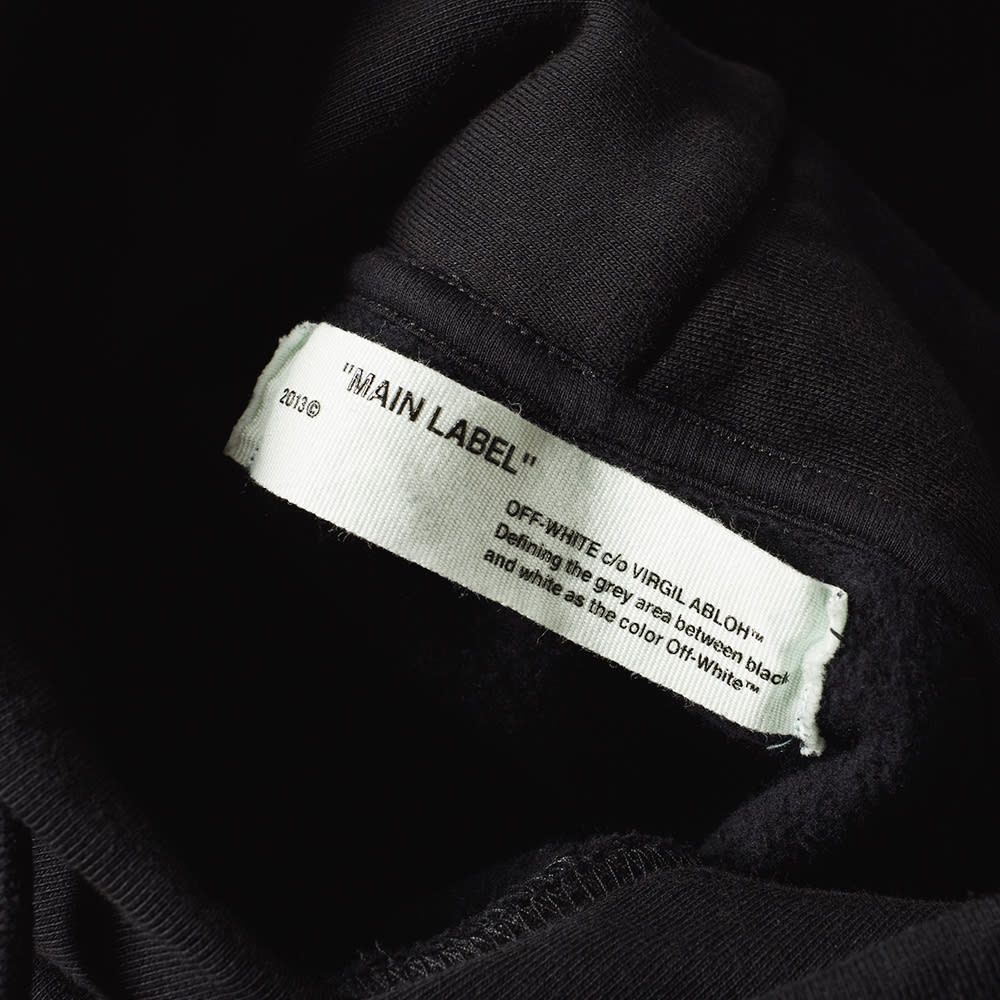 "MAIN LABEL"
2013©
OFF-WHITE c/o VIRGIL ABLOH™
Defining the grey area between black
and white as the color Off-White™